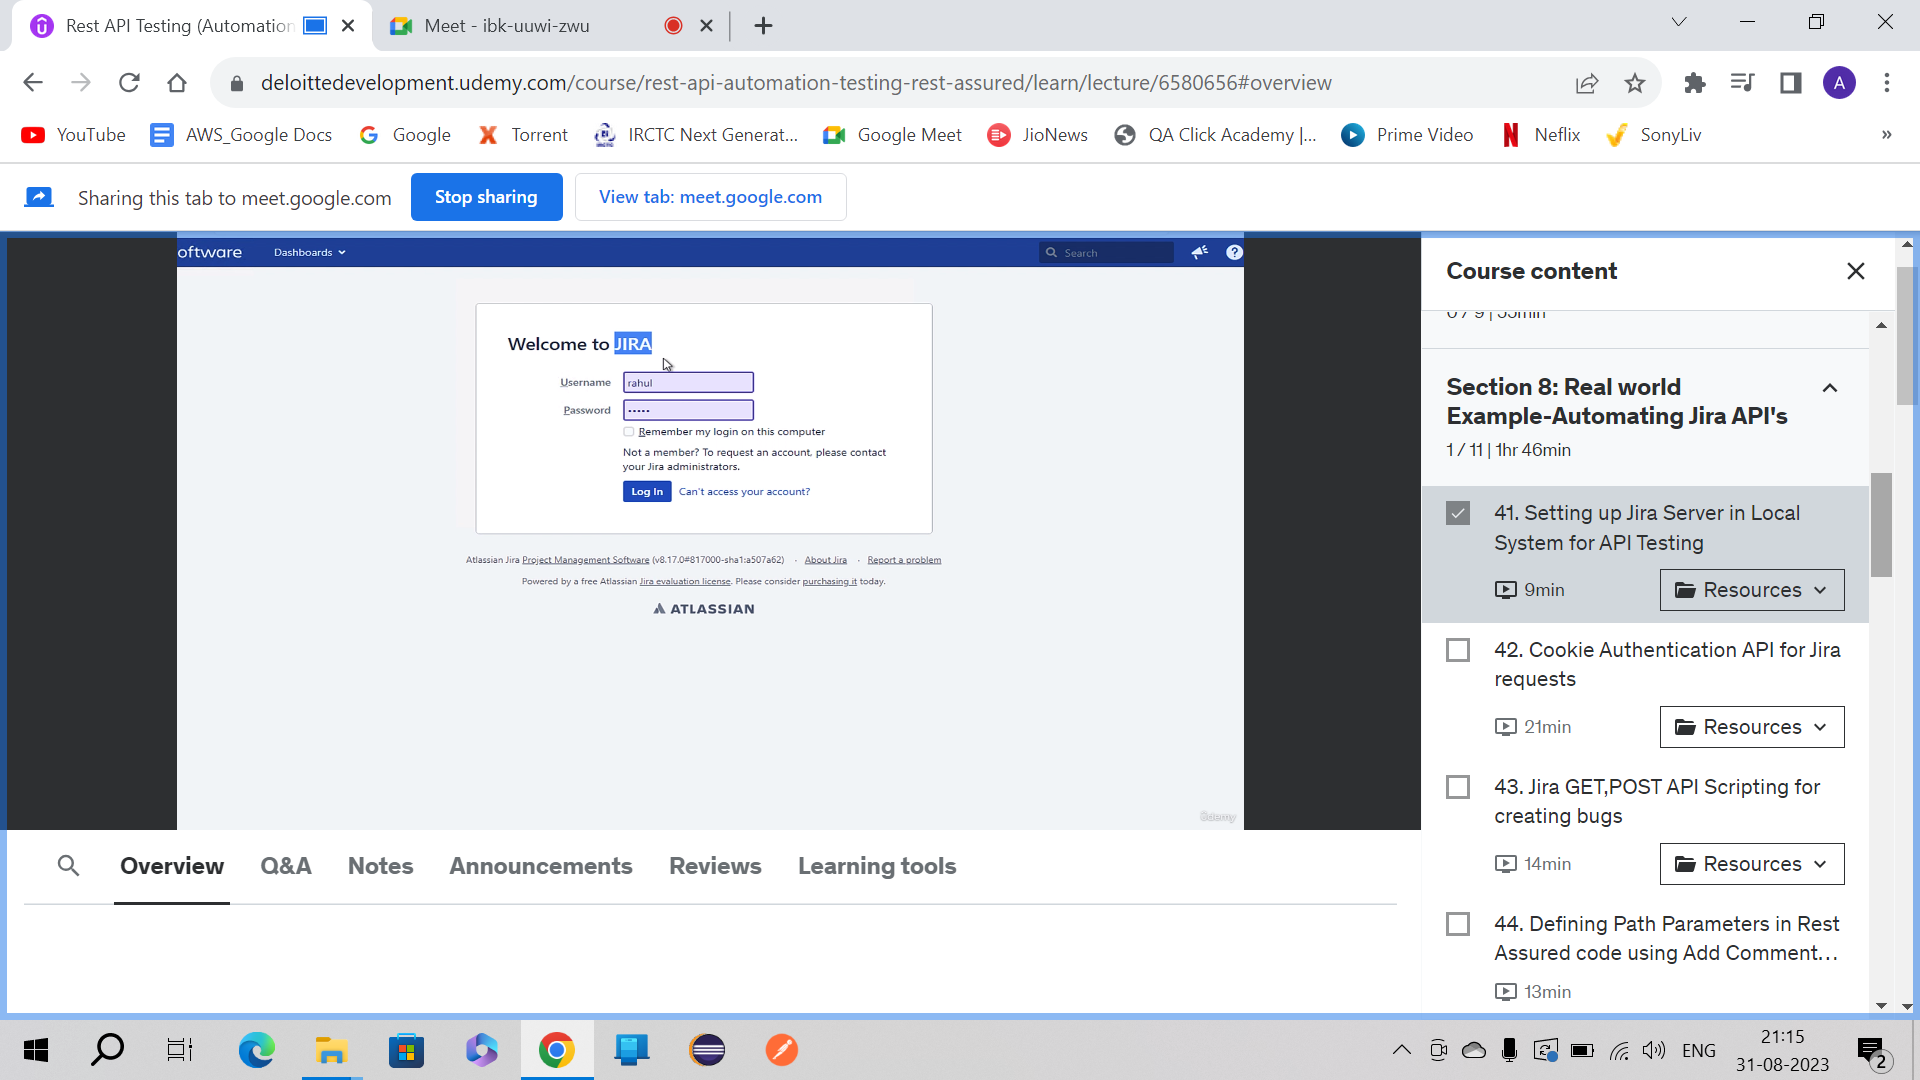 Rest API Testing (Automation
Meet - ibk-uuwi-zwu
deloittedevelopment.udemy.com/course/rest-api-automation-testing-rest-assured/learn/lecture/6580656#overview
A
YouTube
AWS_Google Docs
Google
Torrent
IRCTC Next Generat...
Google Meet
JioNews
QA Click Academy |...
Prime Video
Neflix
SonyLiv
»
Sharing this tab to meet.google.com
Stop sharing
View tab: meet.google.com
oftware
Dashboards
Search
Welcome to JIRA
Username
rahul
Password
•••••
Remember my login on this computer
Not a member? To request an account, please contact
your Jira administrators.
Log In
Can't access your account?
Atlassian Jira Project Management Software (v8.17.0#817000-sha1:a507a62) · About Jira · Report a problem
Powered by a free Atlassian Jira evaluation license. Please consider purchasing it today.
ATLASSIAN
Udemy
Overview
Q&A
Notes
Announcements
Reviews
Learning tools
Course content
0 / 9 | 55min
Section 8: Real world
Example-Automating Jira API's
1 / 11 | 1hr 46min
41. Setting up Jira Server in Local
System for API Testing
9min
Resources
42. Cookie Authentication API for Jira
requests
21min
Resources
43. Jira GET,POST API Scripting for
creating bugs
14min
Resources
44. Defining Path Parameters in Rest
Assured code using Add Comment...
13min
ENG
21:15
31-08-2023
2